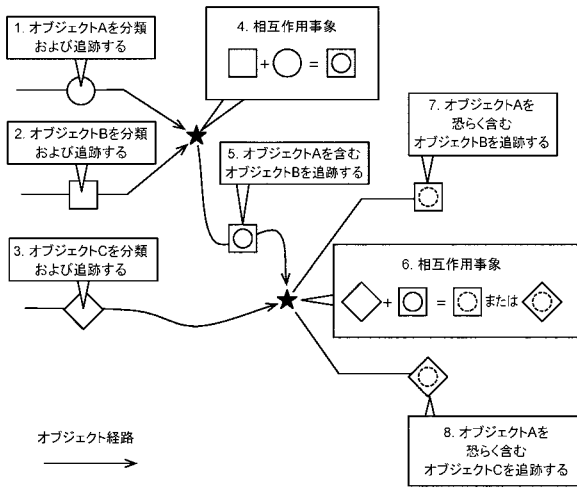 1. オブジェクトAを分類
および追跡する
2. オブジェクトBを分類
および追跡する
3. オブジェクトCを分類
および追跡する
4. 相互作用事象
+ =
5. オブジェクトAを含む
オブジェクトBを追跡する
6. 相互作用事象
+ = または
7. オブジェクトAを
恐らく含む
オブジェクトBを追跡する
8. オブジェクトAを
恐らく含む
オブジェクトCを追跡する
オブジェクト経路